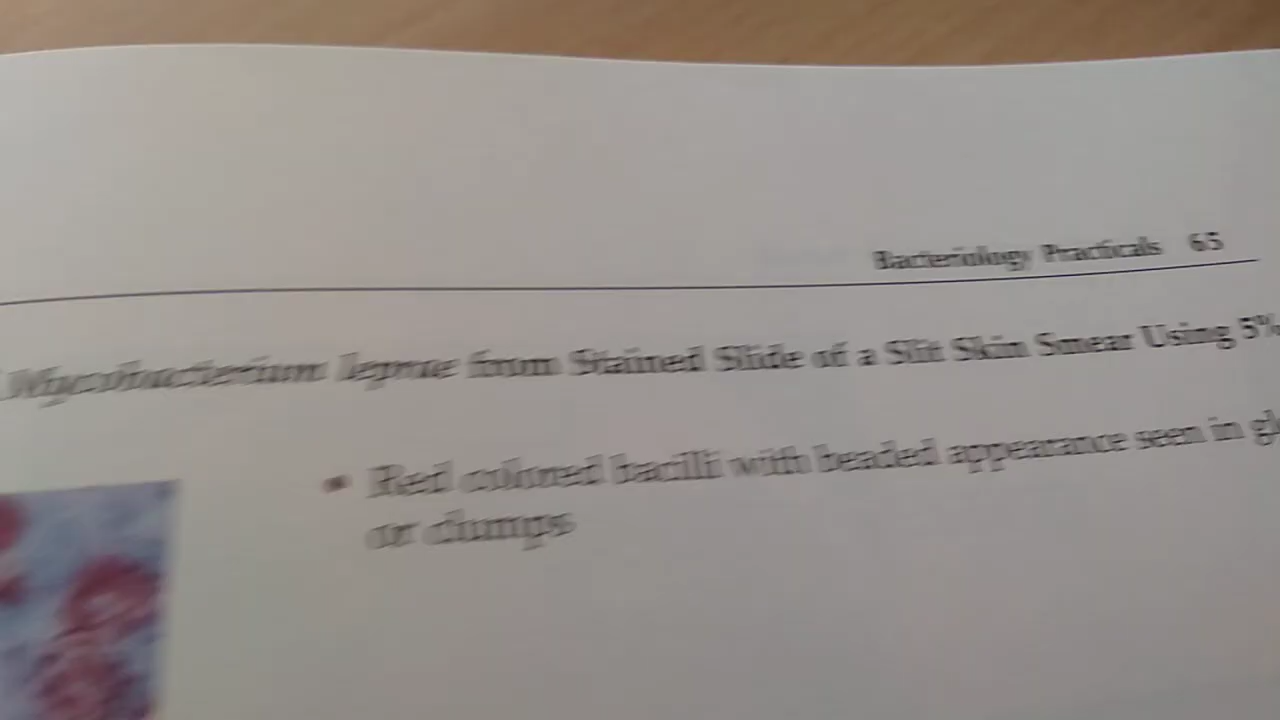 Bacteriology Practicals 65
Mycobacterium leprae from Stained Slide of a Slit Skin Smear Using 5%
• Red colored bacilli with beaded appearance seen in
or clumps